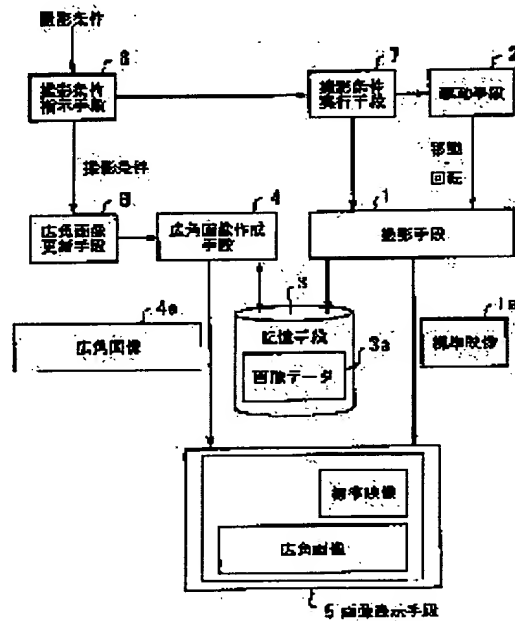 撮影条件
6
撮影条件
指示手段
7
撮影条件
実行手段
2
移動手段
撮影条件
移動
回転
8
広角画像
更新手段
4
広角画像作成
手段
1
撮影手段
3
記憶手段
3a
画像データ
4a
広角画像
1a
標準映像
標準映像
広角画像
5 画像表示手段